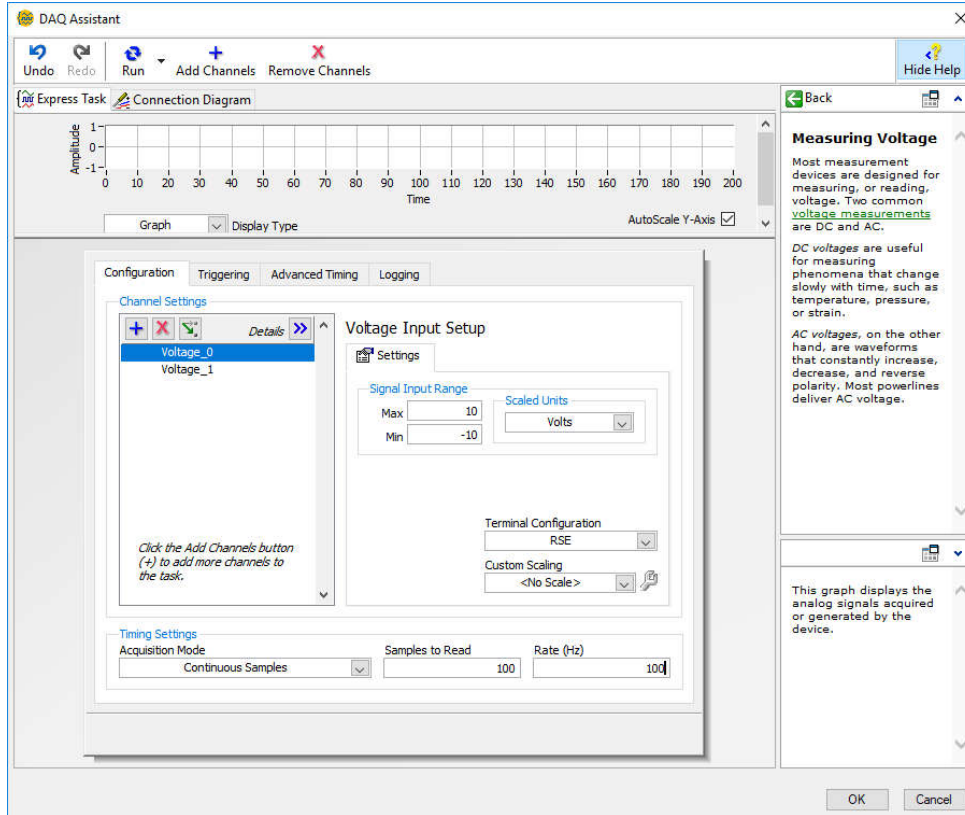 DAQ Assistant
Undo Redo Run Add Channels Remove Channels Hide Help
Express Task Connection Diagram
Amplitude
1
0
-1
0 10 20 30 40 50 60 70 80 90 100 110 120 130 140 150 160 170 180 190 200
Time
Graph Display Type AutoScale Y-Axis
Configuration Triggering Advanced Timing Logging
Channel Settings
Details
Voltage_0
Voltage_1
Click the Add Channels button
(+) to add more channels to
the task.
Voltage Input Setup
Settings
Signal Input Range
Max 10
Min -10
Scaled Units
Volts
Terminal Configuration
RSE
Custom Scaling
<No Scale>
Timing Settings
Acquisition Mode Samples to Read Rate (Hz)
Continuous Samples 100 100
Back
Measuring Voltage
Most measurement
devices are designed for
measuring, or reading,
voltage. Two common
voltage measurements
are DC and AC.
DC voltages are useful
for measuring
phenomena that change
slowly with time, such as
temperature, pressure,
or strain.
AC voltages, on the other
hand, are waveforms
that constantly increase,
decrease, and reverse
polarity. Most powerlines
deliver AC voltage.
This graph displays the
analog signals acquired
or generated by the
device.
OK Cancel